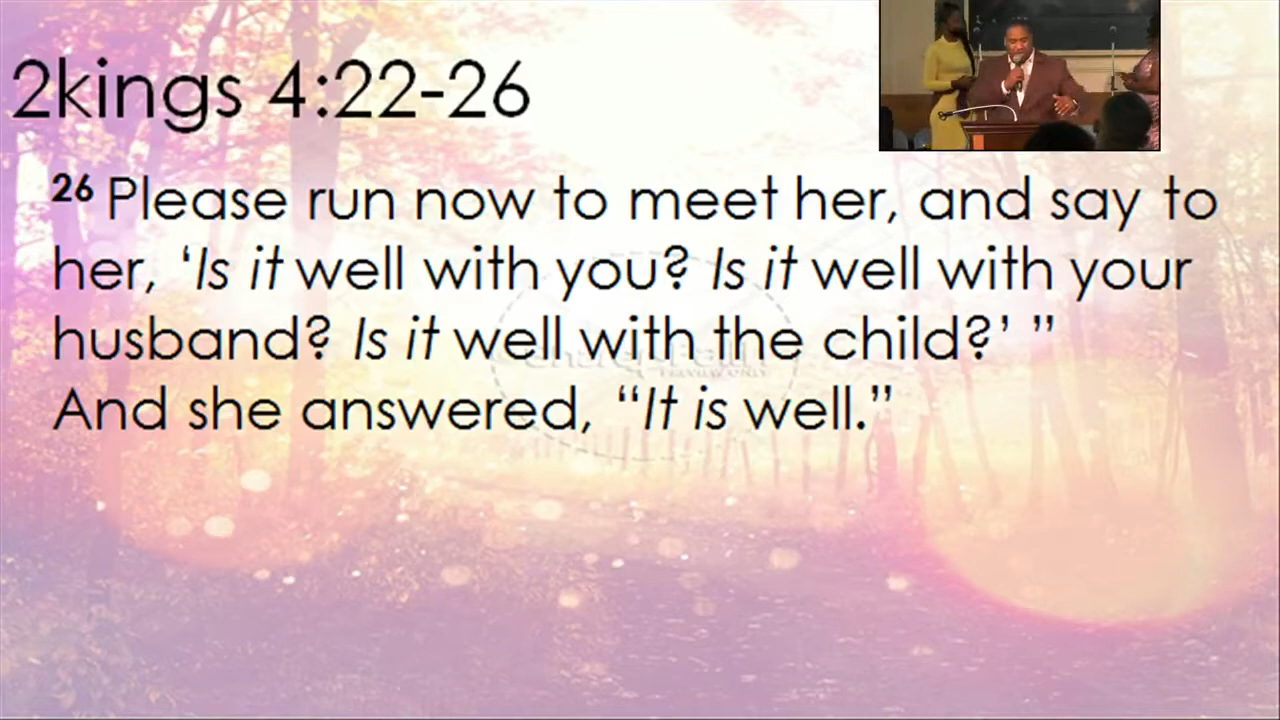 2kings 4:22-26
26 Please run now to meet her, and say to
her, ‘Is it well with you? Is it well with your
husband? Is it well with the child?’ ”
And she answered, “It is well.”
PREVIEW ONLY